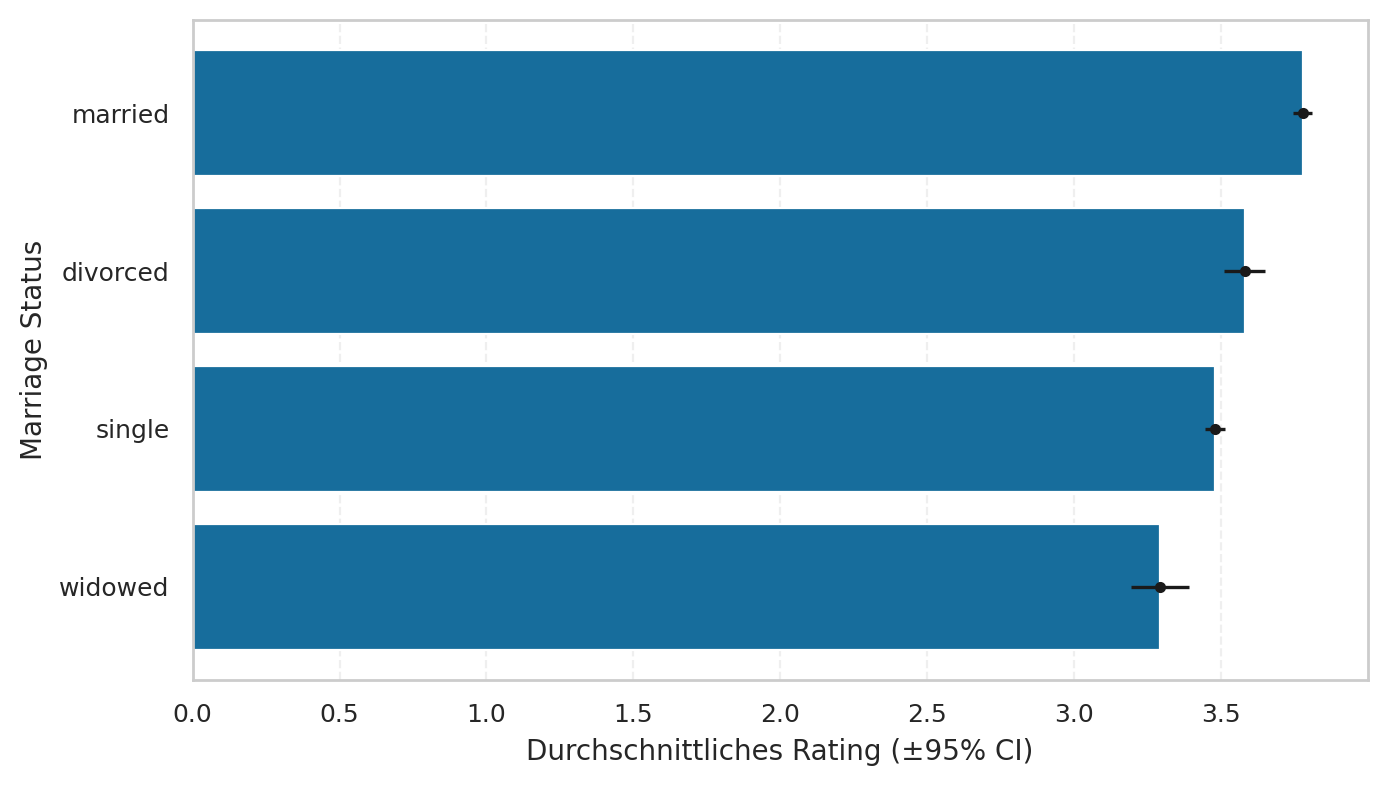 married
divorced
single
widowed
Marriage Status
0.0 0.5 1.0 1.5 2.0 2.5 3.0 3.5
Durchschnittliches Rating (±95% CI)